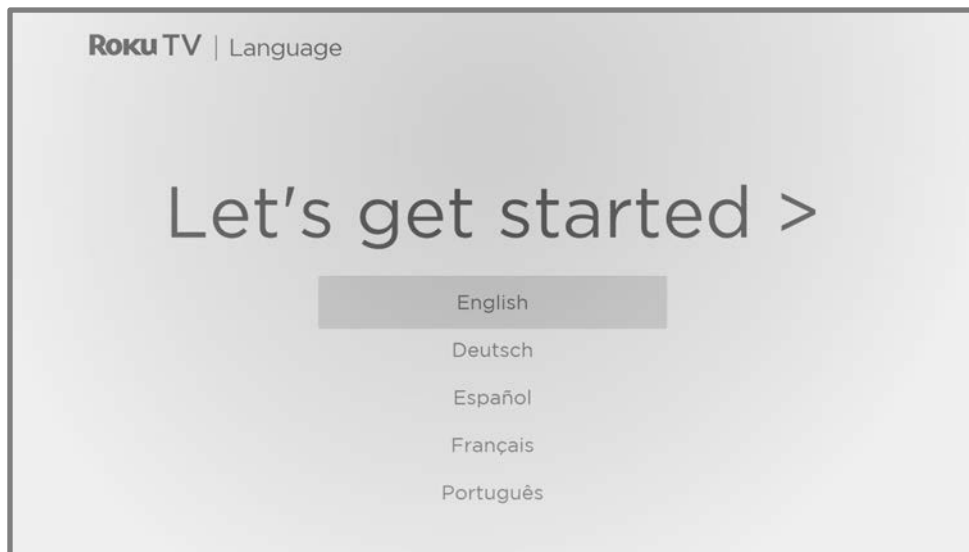 Roku TV | Language
Let's get started >
English
Deutsch
Español
Français
Português